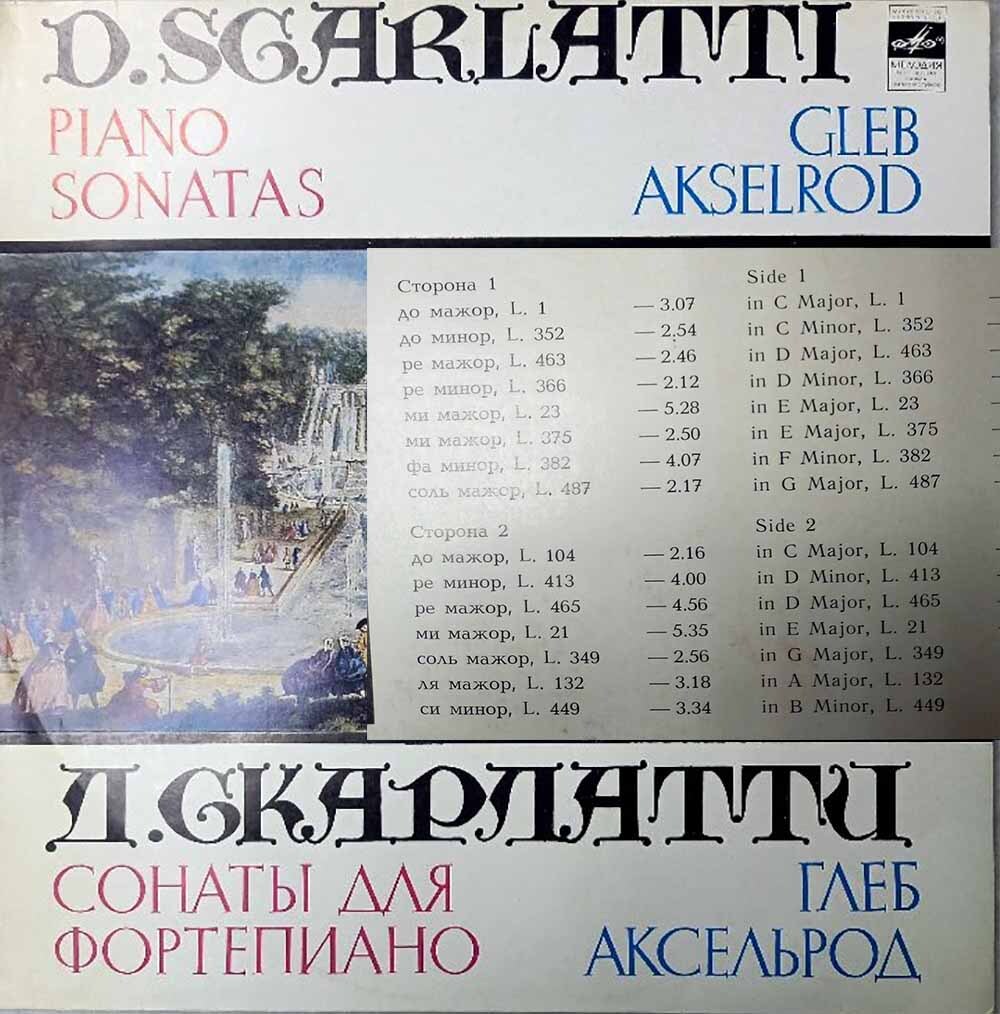 D. SCARLATTI
PIANO
SONATAS
GLEB
AKSELROD
МЕЛОДИЯ
Сторона 1
до мажор, L. 1 — 3.07
до минор, L. 352 — 2.54
ре мажор, L. 463 — 2.46
ре минор, L. 366 — 2.12
ми мажор, L. 23 — 5.28
ми мажор, L. 375 — 2.50
фа минор, L. 382 — 4.07
соль мажор, L. 487 — 2.17
Сторона 2
до мажор, L. 104 — 2.16
ре минор, L. 413 — 4.00
ре мажор, L. 465 — 4.56
ми мажор, L. 21 — 5.35
соль мажор, L. 349 — 2.56
ля мажор, L. 132 — 3.18
си минор, L. 449 — 3.34
Side 1
in C Major, L. 1
in C Minor, L. 352
in D Major, L. 463
in D Minor, L. 366
in E Major, L. 23
in E Major, L. 375
in F Minor, L. 382
in G Major, L. 487
Side 2
in C Major, L. 104
in D Minor, L. 413
in D Major, L. 465
in E Major, L. 21
in G Major, L. 349
in A Major, L. 132
in B Minor, L. 449
Д. СКАРЛАТТИ
СОНАТЫ ДЛЯ
ФОРТЕПИАНО
ГЛЕБ
АКСЕЛЬРОД